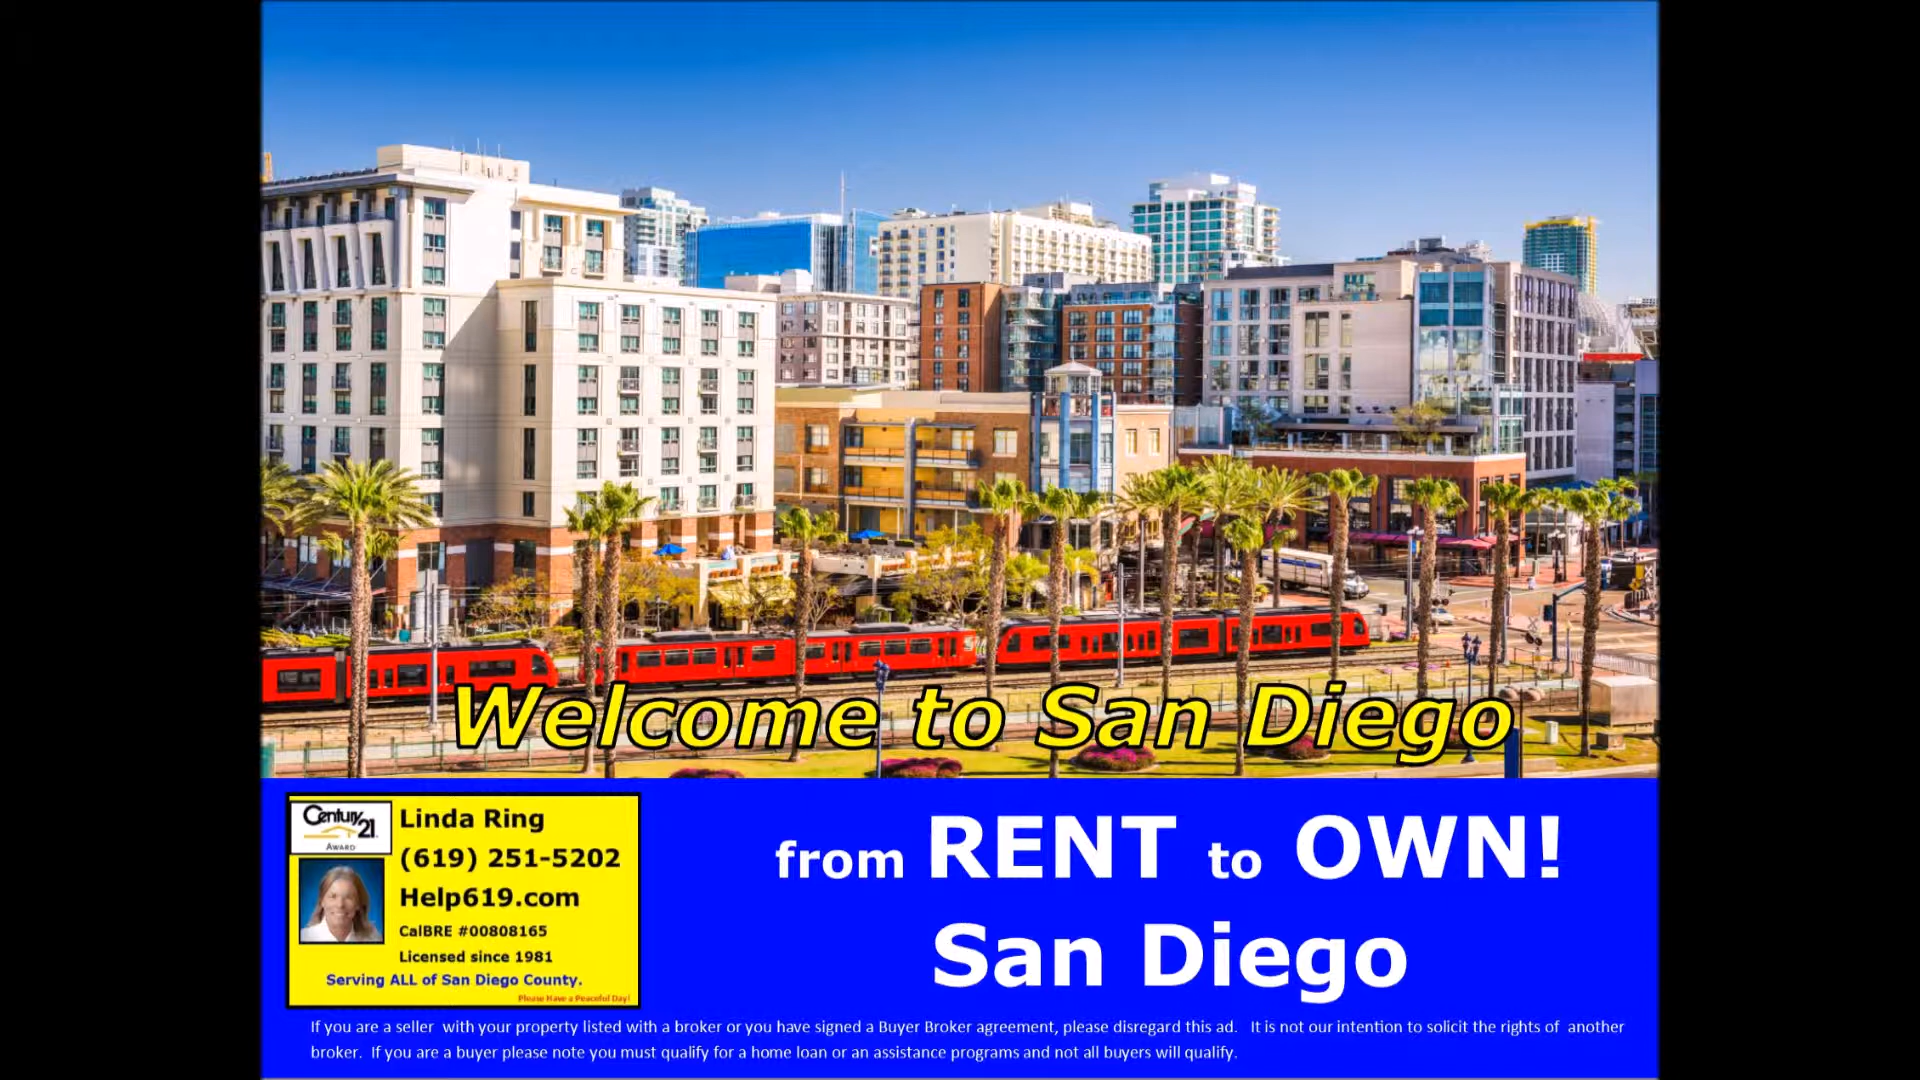 Welcome to San Diego
Century 21
AWARD
Linda Ring
(619) 251-5202
Help619.com
CalBRE #00808165
Licensed since 1981
Serving ALL of San Diego County.
Please Have a Peaceful Day!
from RENT to OWN!
San Diego
If you are a seller with your property listed with a broker or you have signed a Buyer Broker agreement, please disregard this ad. It is not our intention to solicit the rights of another
broker. If you are a buyer please note you must qualify for a home loan or an assistance programs and not all buyers will qualify.